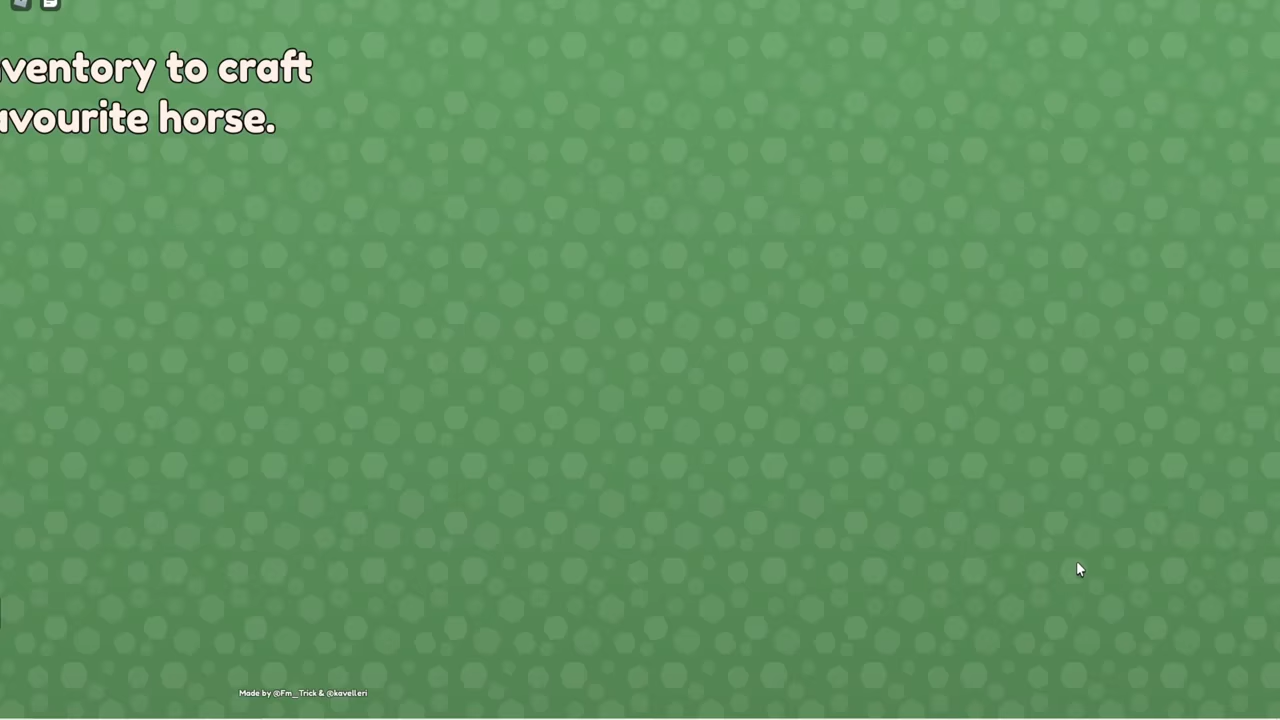 ventory to craft
avourite horse.
Made by @Fm_Trick & @kavelleri